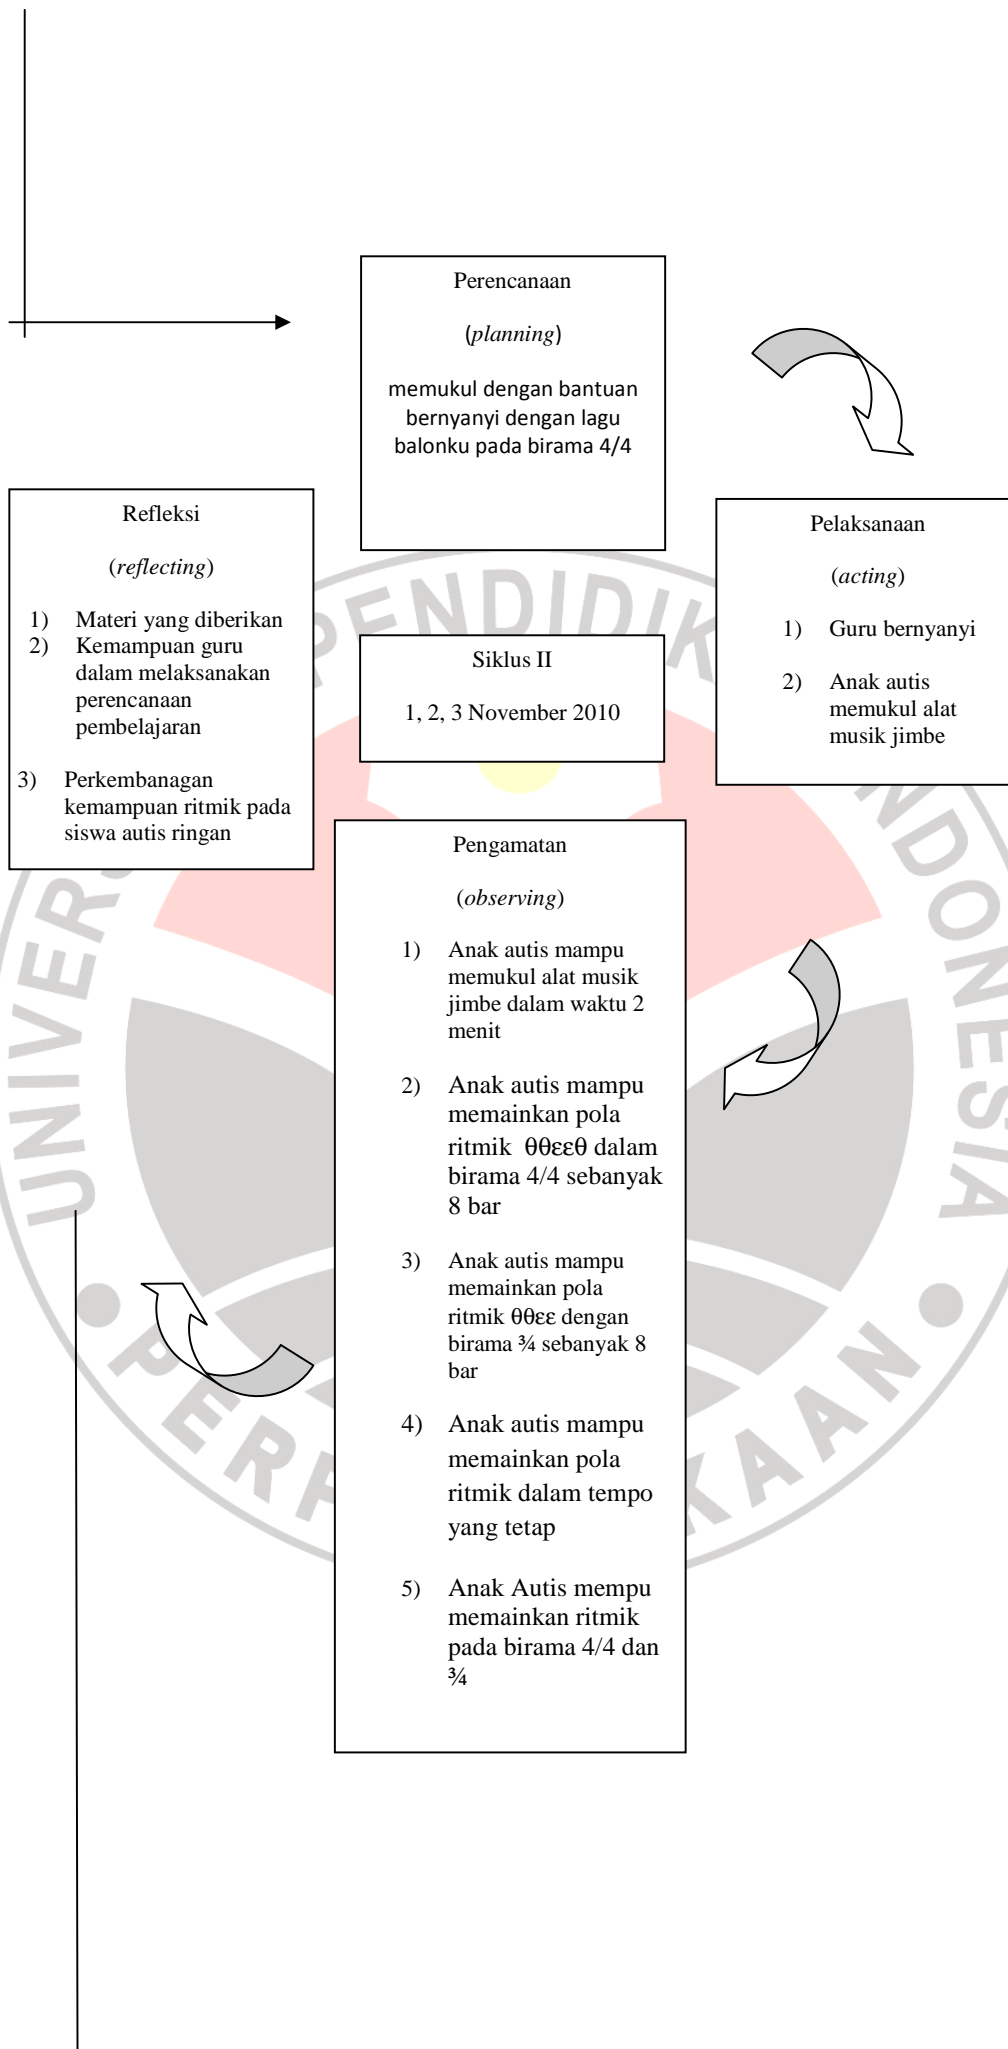 Perencanaan
(planning)
memukul dengan bantuan
bernyanyi dengan lagu
balonku pada birama 4/4
Refleksi
(reflecting)
1) Materi yang diberikan
2) Kemampuan guru
dalam melaksanakan
perencanaan
pembelajaran
3) Perkembanagan
kemampuan ritmik pada
siswa autis ringan
Siklus II
1, 2, 3 November 2010
Pelaksanaan
(acting)
1) Guru bernyanyi
2) Anak autis
memukul alat
musik jimbe
Pengamatan
(observing)
1) Anak autis mampu
memukul alat musik
jimbe dalam waktu 2
menit
2) Anak autis mampu
memainkan pola
ritmik θθεεθ dalam
birama 4/4 sebanyak
8 bar
3) Anak autis mampu
memainkan pola
ritmik θθεε dengan
birama ¾ sebanyak 8
bar
4) Anak autis mampu
memainkan pola
ritmik dalam tempo
yang tetap
5) Anak Autis mempu
memainkan ritmik
pada birama 4/4 dan
¾